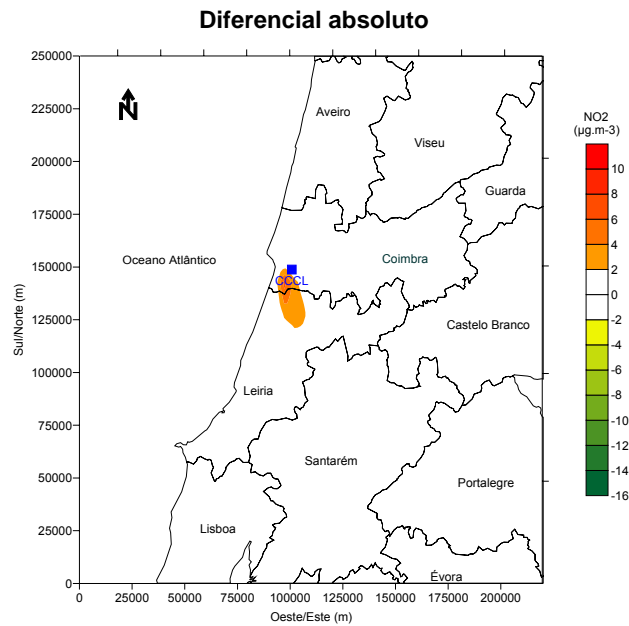 Diferencial absoluto
250000
225000
200000
175000
150000
125000
100000
75000
50000
25000
0
Sul/Norte (m)
N
Aveiro
Viseu
Guarda
Oceano Atlântico
Coimbra
CCCL
Castelo Branco
Leiria
Santarém
Portalegre
Lisboa
Évora
0
25000
50000
75000
100000
125000
150000
175000
200000
Oeste/Este (m)
NO2
(µg.m-3)
10
8
6
4
2
0
-2
-4
-6
-8
-10
-12
-14
-16